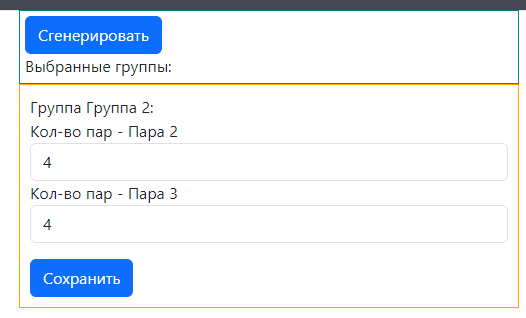 Сгенерировать
Выбранные группы:
Группа Группа 2:
Кол-во пар - Пара 2
4
Кол-во пар - Пара 3
4
Сохранить